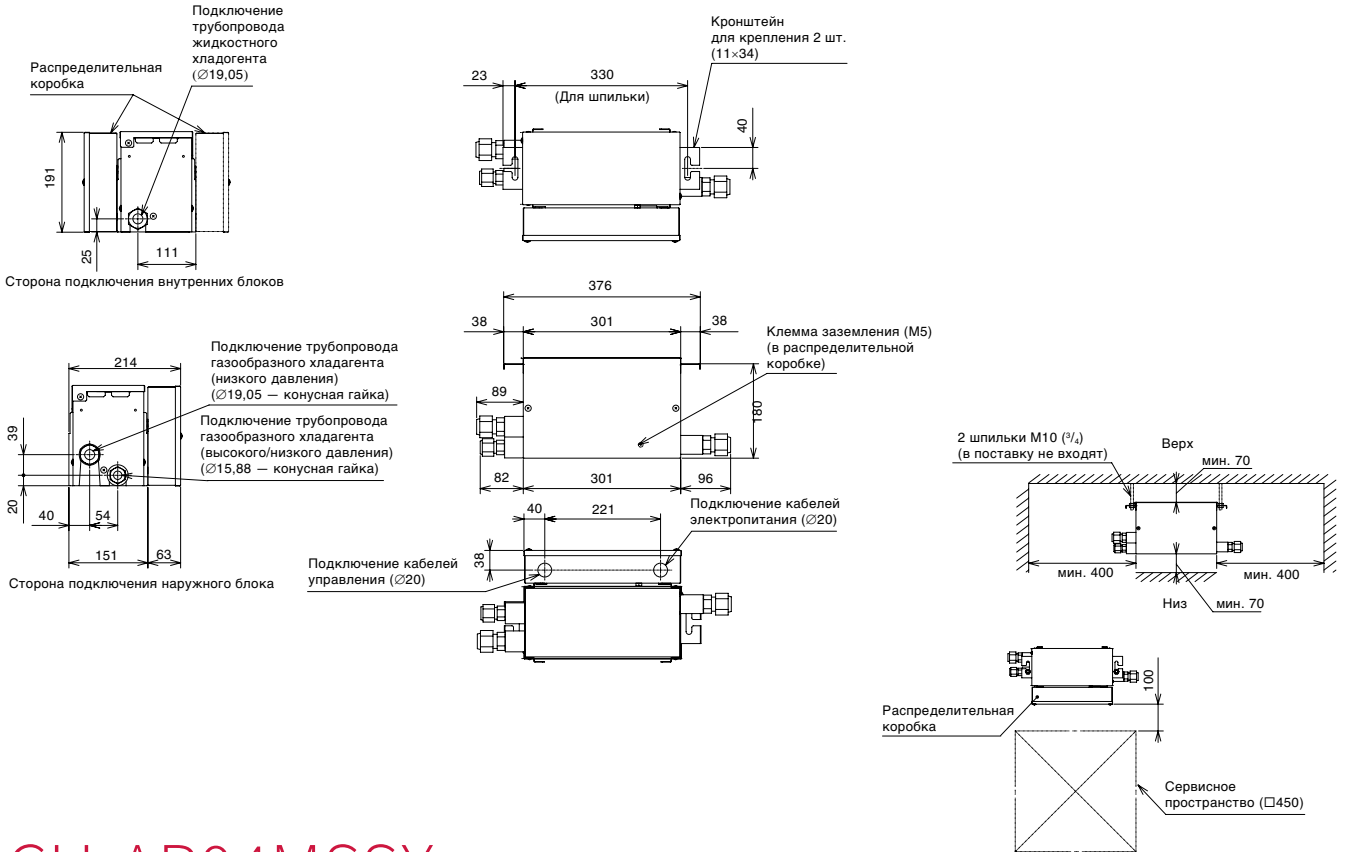 Подключение
трубопровода
жидкостного
хладогента
(∅19,05)
Распределительная
коробка
191
25
111
Сторона подключения внутренних блоков
Кронштейн
для крепления 2 шт.
(11×34)
23
330
(Для шпильки)
40
376
38
301
38
Клемма заземления (M5)
(в распределительной
коробке)
89
180
82
301
96
Подключение трубопровода
газообразного хладагента
(низкого давления)
(∅19,05 — конусная гайка)
Подключение трубопровода
газообразного хладагента
(высокого/низкого давления)
(∅15,88 — конусная гайка)
214
39
20
40
54
151
63
Сторона подключения наружного блока
40
221
Подключение кабелей
электропитания (∅20)
38
Подключение кабелей
управления (∅20)
2 шпильки M10 (³/₄)
(в поставку не входят)
Верх
мин. 70
мин. 400
мин. 400
Низ
мин. 70
100
Распределительная
коробка
Сервисное
пространство (□450)